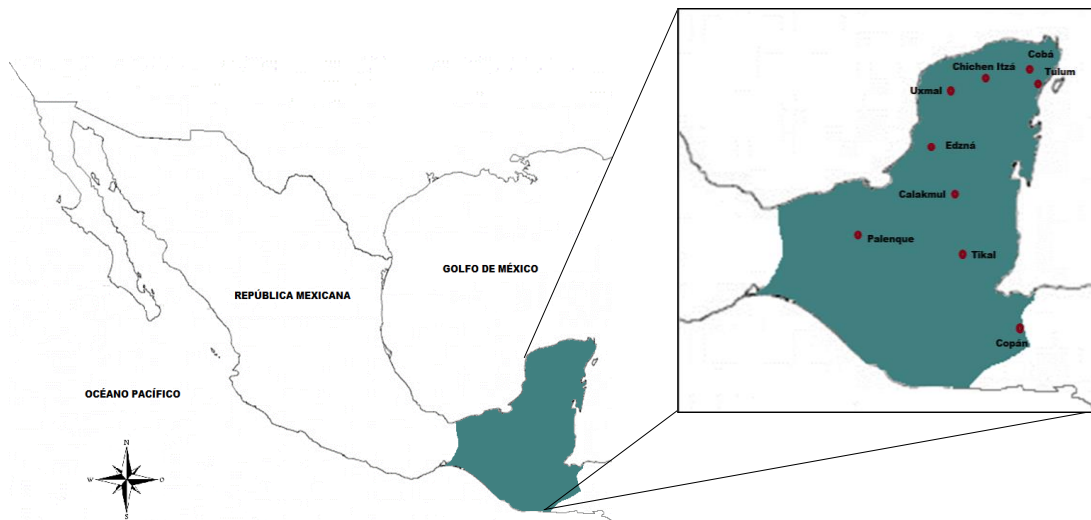 GOLFO DE MÉXICO
REPÚBLICA MEXICANA
OCÉANO PACÍFICO
N
W
O
S
Cobá
Chichen Itzá
Tulum
Uxmal
Edzná
Calakmul
Palenque
Tikal
Copán